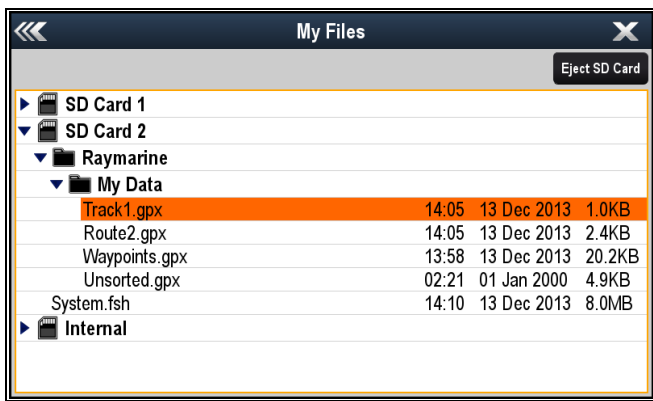 My Files
Eject SD Card
SD Card 1
SD Card 2
Raymarine
My Data
Track1.gpx 14:05 13 Dec 2013 1.0KB
Route2.gpx 14:05 13 Dec 2013 2.4KB
Waypoints.gpx 13:58 13 Dec 2013 20.2KB
Unsorted.gpx 02:21 01 Jan 2000 4.9KB
System.fsh 14:10 13 Dec 2013 8.0MB
Internal